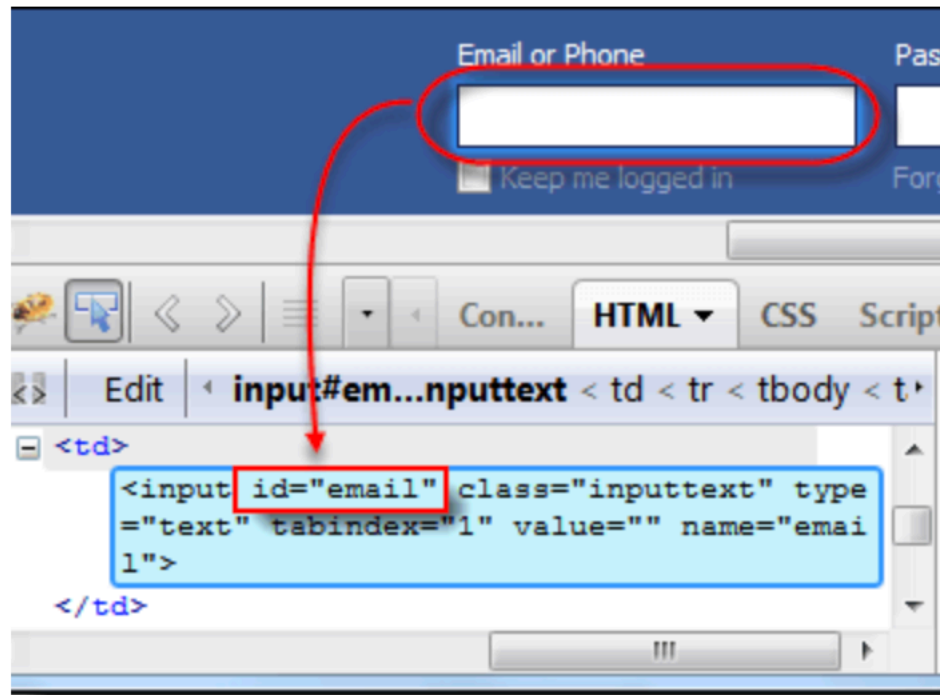 Email or Phone Pas
Keep me logged in For
Con... HTML CSS Script
Edit input#em...nputtext < td < tr < tbody < t
<td>
<input id="email" class="inputtext" type
="text" tabindex="1" value="" name="emai
l">
</td>